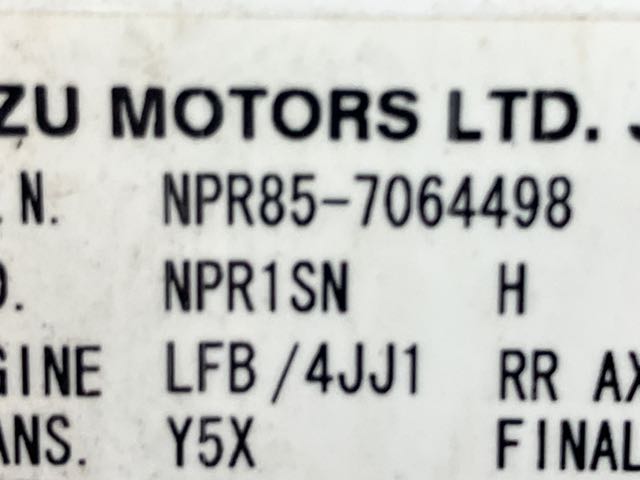 ZU MOTORS LTD. J
.N. NPR85-7064498
D. NPR1SN H
GINE LFB/4JJ1 RR AX
ANS. Y5X FINAL